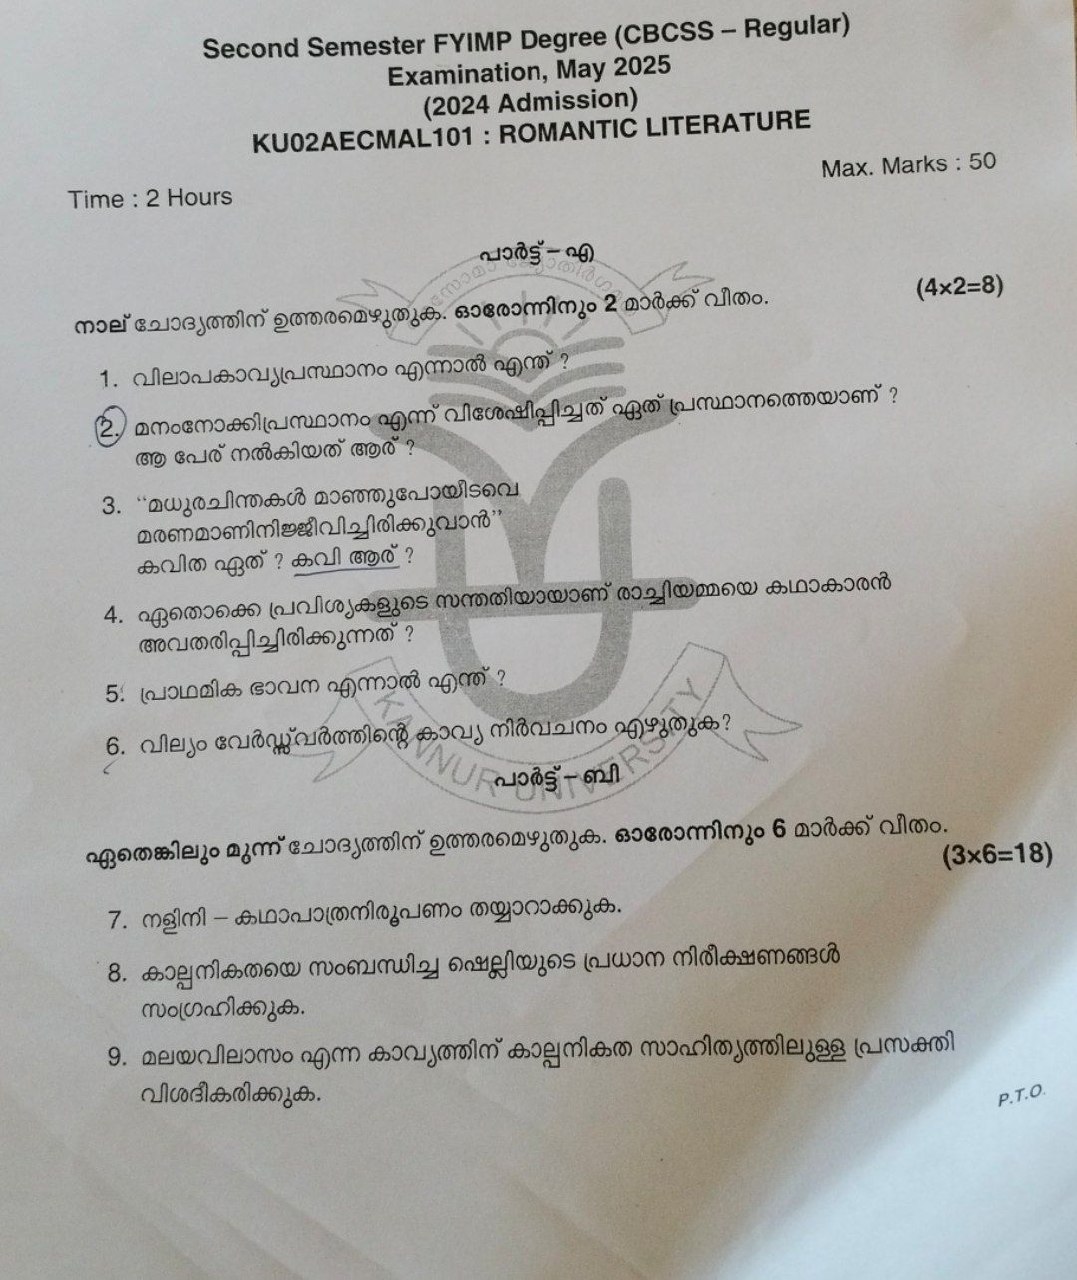 Second Semester FYIMP Degree (CBCSS – Regular)
Examination, May 2025
(2024 Admission)
KU02AECMAL101 : ROMANTIC LITERATURE
Time : 2 Hours
Max. Marks : 50
പാർട്ട് – എ
നാല് ചോദ്യത്തിന് ഉത്തരമെഴുതുക. ഓരോന്നിനും 2 മാർക്ക് വീതം.
(4×2=8)
1. വിലാപകാവ്യപ്രസ്ഥാനം എന്നാൽ എന്ത് ?
2. മനംനോക്കിപ്രസ്ഥാനം എന്ന് വിശേഷിപ്പിച്ചത് ഏത് പ്രസ്ഥാനത്തെയാണ് ?
ആ പേര് നൽകിയത് ആര് ?
3. “മധുരചിന്തകൾ മാഞ്ഞുപോയീടവെ
മരണമാണിനിജ്ജീവിച്ചിരിക്കുവാൻ”
കവിത ഏത് ? കവി ആര് ?
4. ഏതൊക്കെ പ്രവിശ്യകളുടെ സന്തതിയായാണ് രാച്ചിയമ്മയെ കഥാകാരൻ
അവതരിപ്പിച്ചിരിക്കുന്നത് ?
5. പ്രാഥമിക ഭാവന എന്നാൽ എന്ത് ?
6. വില്യം വേർഡ്സ്വർത്തിന്റെ കാവ്യ നിർവചനം എഴുതുക?
KANNUR UNIVERSITY
പാർട്ട് – ബി
ഏതെങ്കിലും മൂന്ന് ചോദ്യത്തിന് ഉത്തരമെഴുതുക. ഓരോന്നിനും 6 മാർക്ക് വീതം.
(3×6=18)
7. നളിനി – കഥാപാത്രനിരൂപണം തയ്യാറാക്കുക.
8. കാല്പനികതയെ സംബന്ധിച്ച ഷെല്ലിയുടെ പ്രധാന നിരീക്ഷണങ്ങൾ
സംഗ്രഹിക്കുക.
9. മലയവിലാസം എന്ന കാവ്യത്തിന് കാല്പനികത സാഹിത്യത്തിലുള്ള പ്രസക്തി
വിശദീകരിക്കുക.
P.T.O.